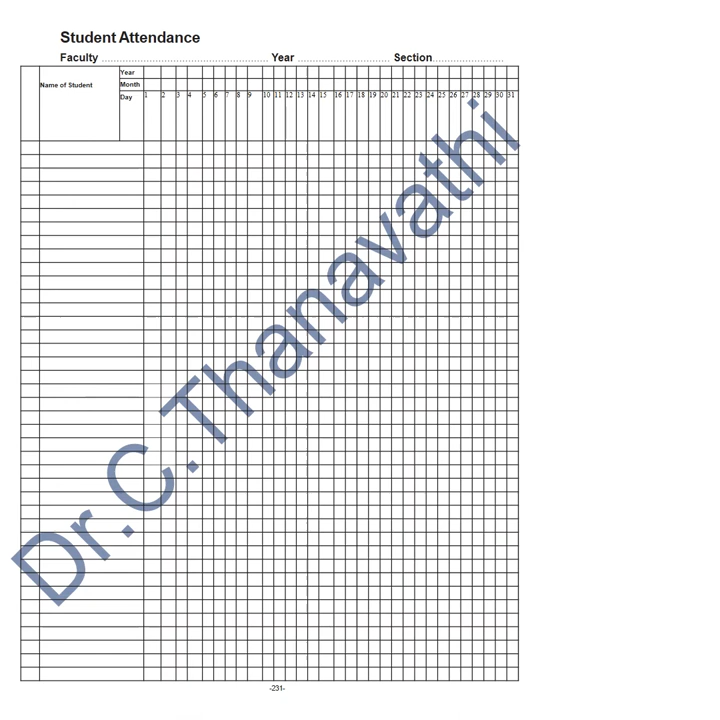 Student Attendance
Faculty ........................................................ Year ................................ Section........................
Year
Name of Student Month
Day 1 2 3 4 5 6 7 8 9 10 11 12 13 14 15 16 17 18 19 20 21 22 23 24 25 26 27 28 29 30 31
Dr.C.Thanavathi
-231-